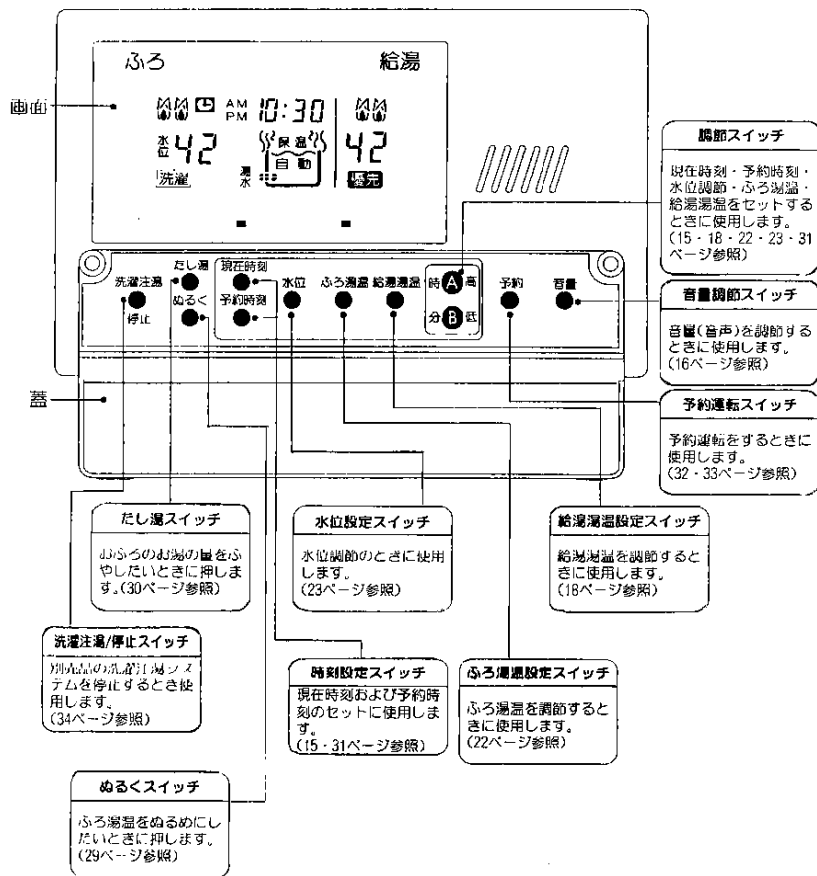 ふろ 給湯
画面
AM 10:30
PM
水位 42 保温 42
自動
洗濯 湯水 優先
調節スイッチ
現在時刻・予約時刻・
水位調節・ふろ湯温・
給湯湯温をセットする
ときに使用します。
(15・18・22・23・31
ページ参照)
洗濯注湯 たし湯 現在時刻 水位 ふろ湯温 給湯湯温 時 A 高 予約 音量
停止 ぬるく 予約時刻 分 B 低
音量調節スイッチ
音量(音声)を調節する
ときに使用します。
(16ページ参照)
蓋
予約運転スイッチ
予約運転をするときに
使用します。
(32・33ページ参照)
たし湯スイッチ
おふろのお湯の量をふ
やしたいときに押しま
す。(30ページ参照)
水位設定スイッチ
水位調節のときに使用
します。
(23ページ参照)
給湯湯温設定スイッチ
給湯湯温を調節すると
きに使用します。
(18ページ参照)
洗濯注湯/停止スイッチ
別売品の洗濯注湯シス
テムを停止するとき使
用します。
(34ページ参照)
時刻設定スイッチ
現在時刻および予約時
刻のセットに使用しま
す。
(15・31ページ参照)
ふろ湯温設定スイッチ
ふろ湯温を調節すると
きに使用します。
(22ページ参照)
ぬるくスイッチ
ふろ湯温をぬるめにし
たいときに押します。
(29ページ参照)